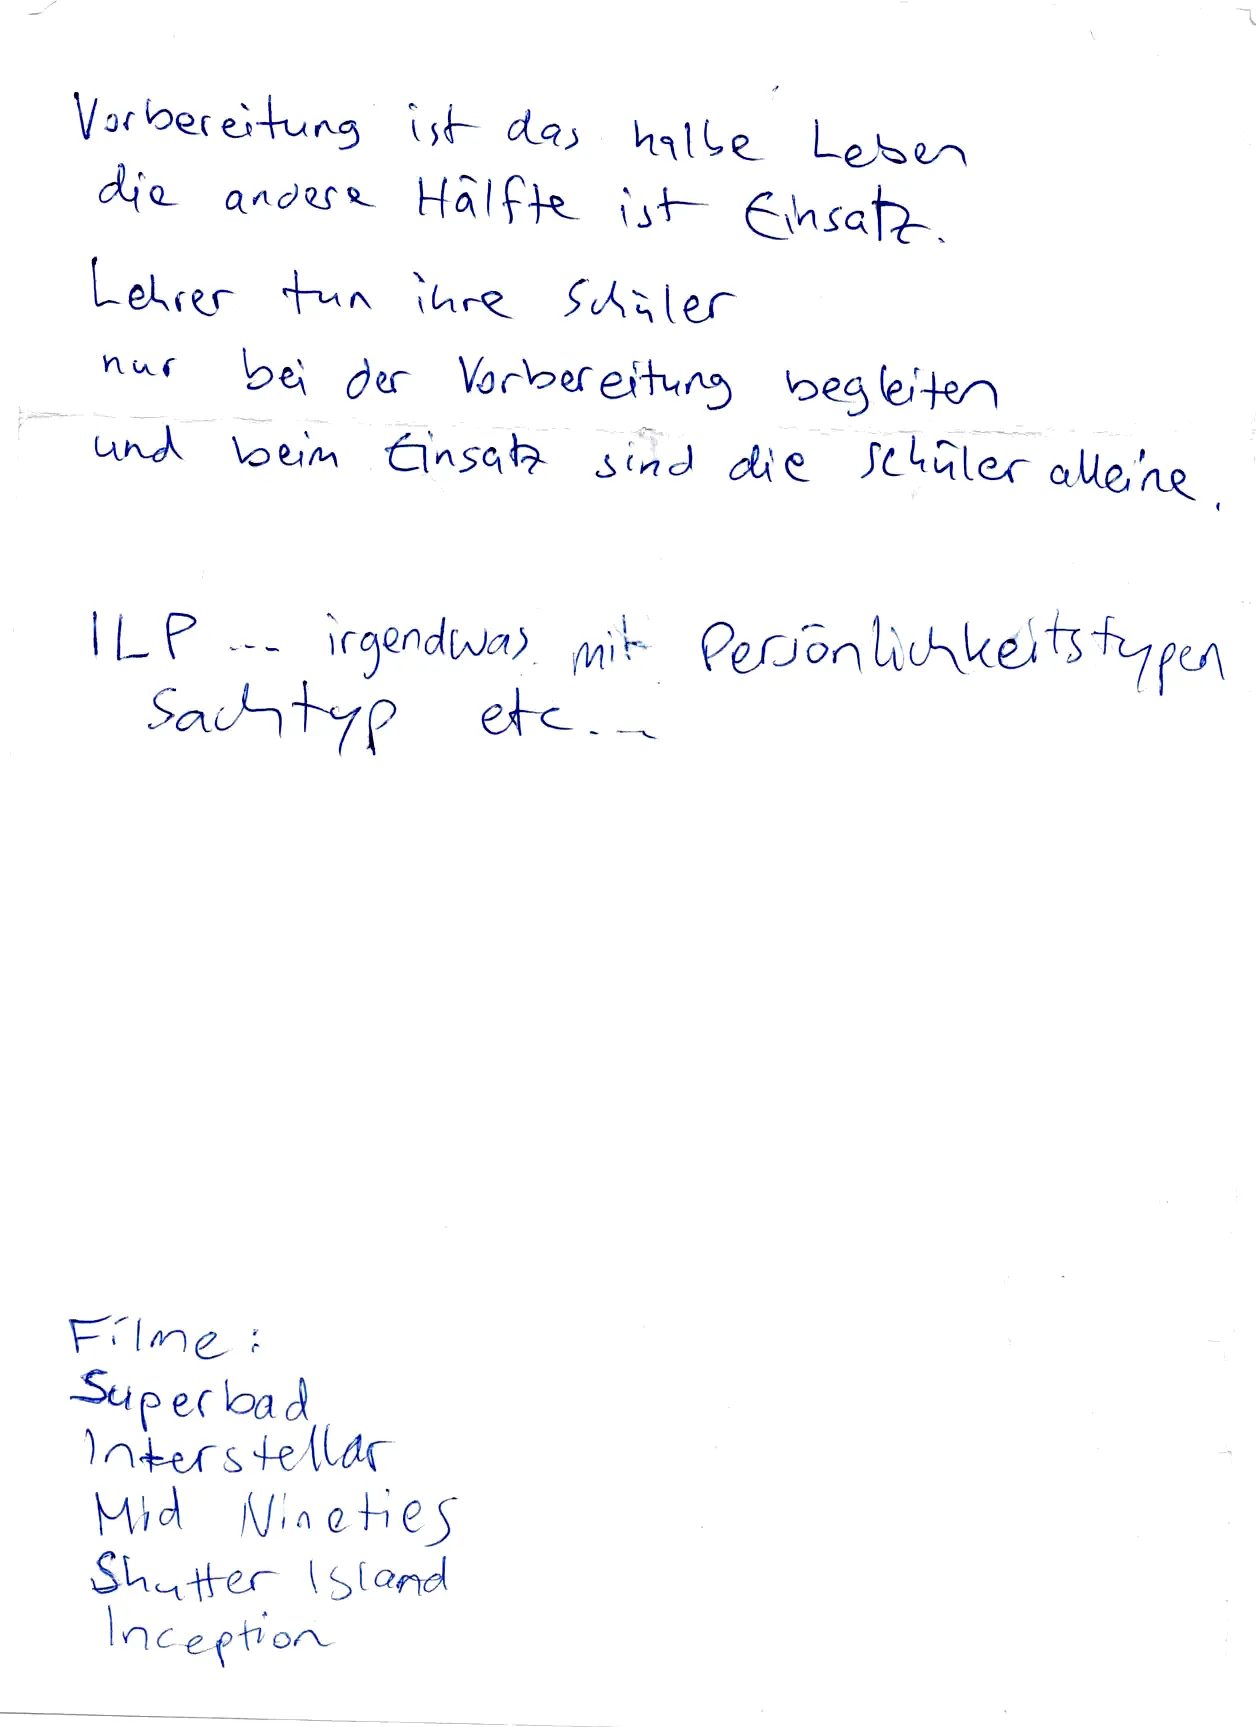 Vorbereitung ist das halbe Leben
die andere Hälfte ist Einsatz.
Lehrer tun ihre Schüler
nur bei der Vorbereitung begleiten
und beim Einsatz sind die Schüler alleine.
ILP ... irgendwas mit Persönlichkeitstypen
Sachtyp etc...
Filme:
Superbad
Interstellar
Mid Nineties
Shutter Island
Inception